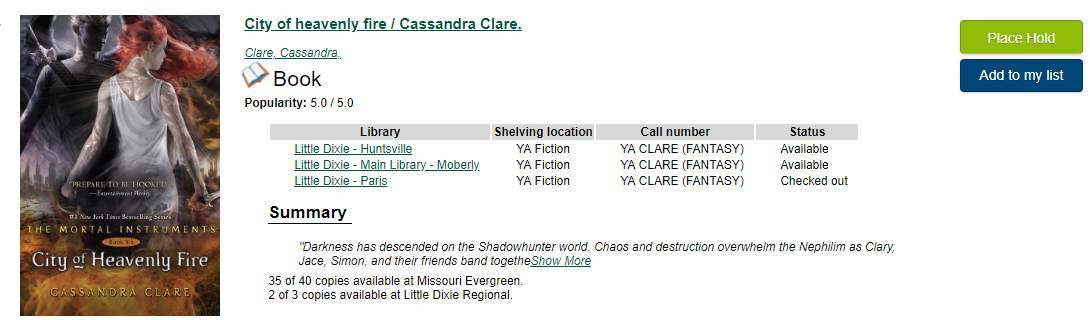 City of heavenly fire / Cassandra Clare.
Clare, Cassandra,
Book
Popularity: 5.0 / 5.0
Library Shelving location Call number Status
Little Dixie - Huntsville YA Fiction YA CLARE (FANTASY) Available
Little Dixie - Main Library - Moberly YA Fiction YA CLARE (FANTASY) Available
Little Dixie - Paris YA Fiction YA CLARE (FANTASY) Checked out
Summary
"Darkness has descended on the Shadowhunter world. Chaos and destruction overwhelm the Nephilim as Clary,
Jace, Simon, and their friends band togetheShow More
35 of 40 copies available at Missouri Evergreen.
2 of 3 copies available at Little Dixie Regional.
Place Hold
Add to my list
"PREPARE TO BE HOOKED."
—Entertainment Weekly
#1 New York Times Bestselling Series
THE MORTAL INSTRUMENTS
Book Six
City of Heavenly Fire
CASSANDRA CLARE